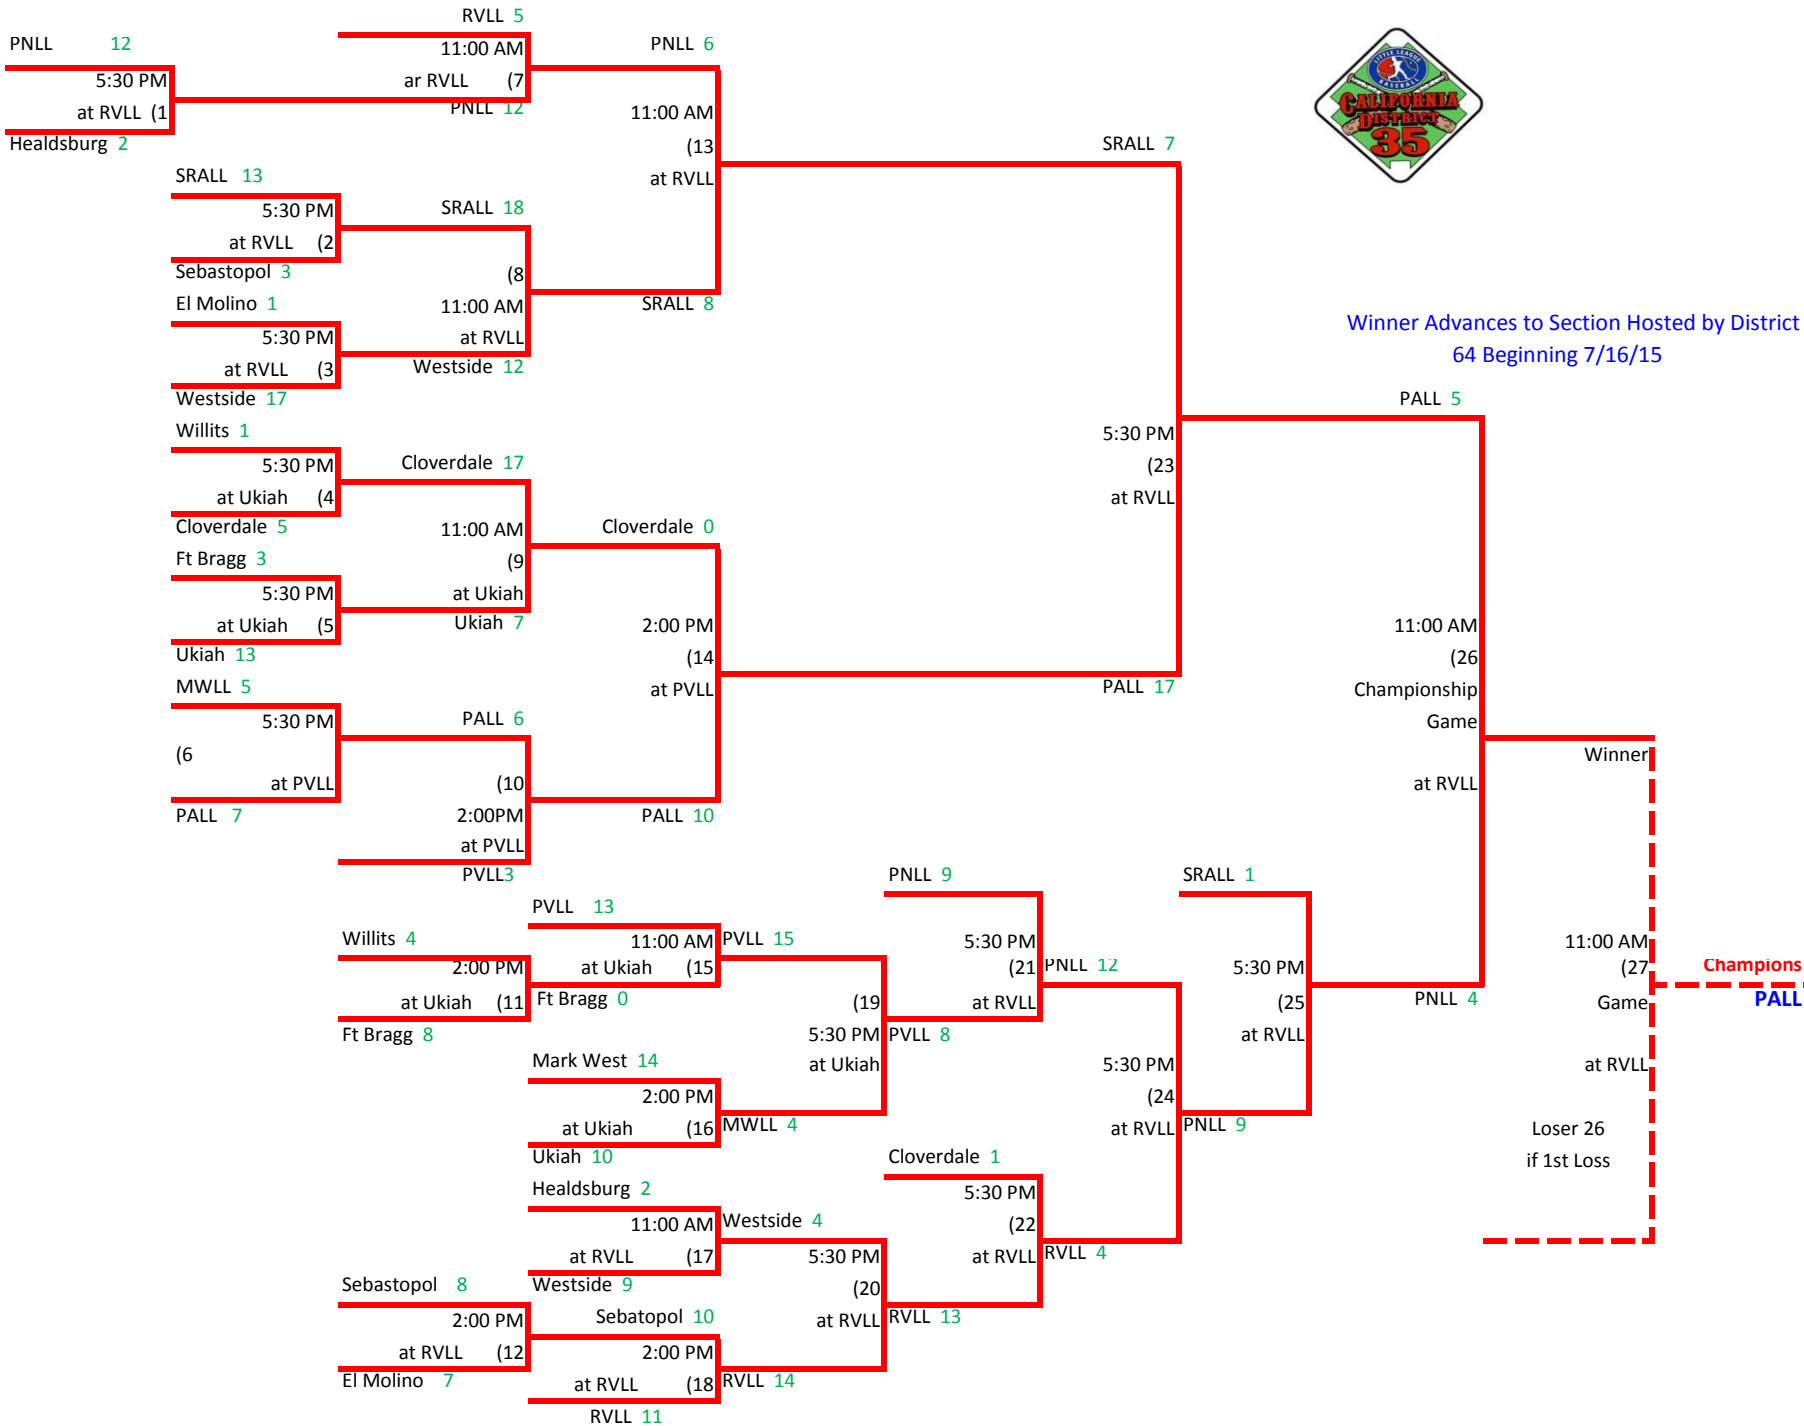 RVLL 5
PNLL 12
11:00 AM
PNLL 6
5:30 PM
ar RVLL (7
at RVLL (1
PNLL 12
11:00 AM
Healdsburg 2
(13
SRALL 7
at RVLL
LITTLE LEAGUE
BASEBALL
CALIFORNIA
DISTRICT
35
SRALL 13
5:30 PM
SRALL 18
at RVLL (2
Sebastopol 3
(8
El Molino 1
11:00 AM
SRALL 8
5:30 PM
at RVLL
at RVLL (3
Westside 12
Westside 17
Winner Advances to Section Hosted by District
64 Beginning 7/16/15
Willits 1
PALL 5
5:30 PM
Cloverdale 17
5:30 PM
at Ukiah (4
(23
Cloverdale 5
11:00 AM
Cloverdale 0
at RVLL
Ft Bragg 3
(9
5:30 PM
at Ukiah
at Ukiah (5
Ukiah 7
2:00 PM
11:00 AM
Ukiah 13
(14
(26
MWLL 5
at PVLL
PALL 17
Championship
5:30 PM
PALL 6
Game
(6
Winner
at PVLL
(10
at RVLL
PALL 7
2:00PM
PALL 10
at PVLL
PVLL3
PNLL 9
SRALL 1
PVLL 13
Willits 4
11:00 AM
PVLL 15
5:30 PM
11:00 AM
2:00 PM
at Ukiah (15
(21
PNLL 12
5:30 PM
(27
Champions
at Ukiah (11
Ft Bragg 0
(19
at RVLL
(25
PNLL 4
Game
PALL
Ft Bragg 8
5:30 PM
PVLL 8
at RVLL
Mark West 14
at Ukiah
5:30 PM
at RVLL
2:00 PM
(24
at Ukiah (16
MWLL 4
at RVLL
PNLL 9
Loser 26
Ukiah 10
Cloverdale 1
if 1st Loss
Healdsburg 2
5:30 PM
11:00 AM
Westside 4
(22
at RVLL (17
5:30 PM
at RVLL
RVLL 4
Sebastopol 8
Westside 9
(20
2:00 PM
Sebatopol 10
at RVLL
RVLL 13
at RVLL (12
2:00 PM
El Molino 7
at RVLL (18
RVLL 14
RVLL 11